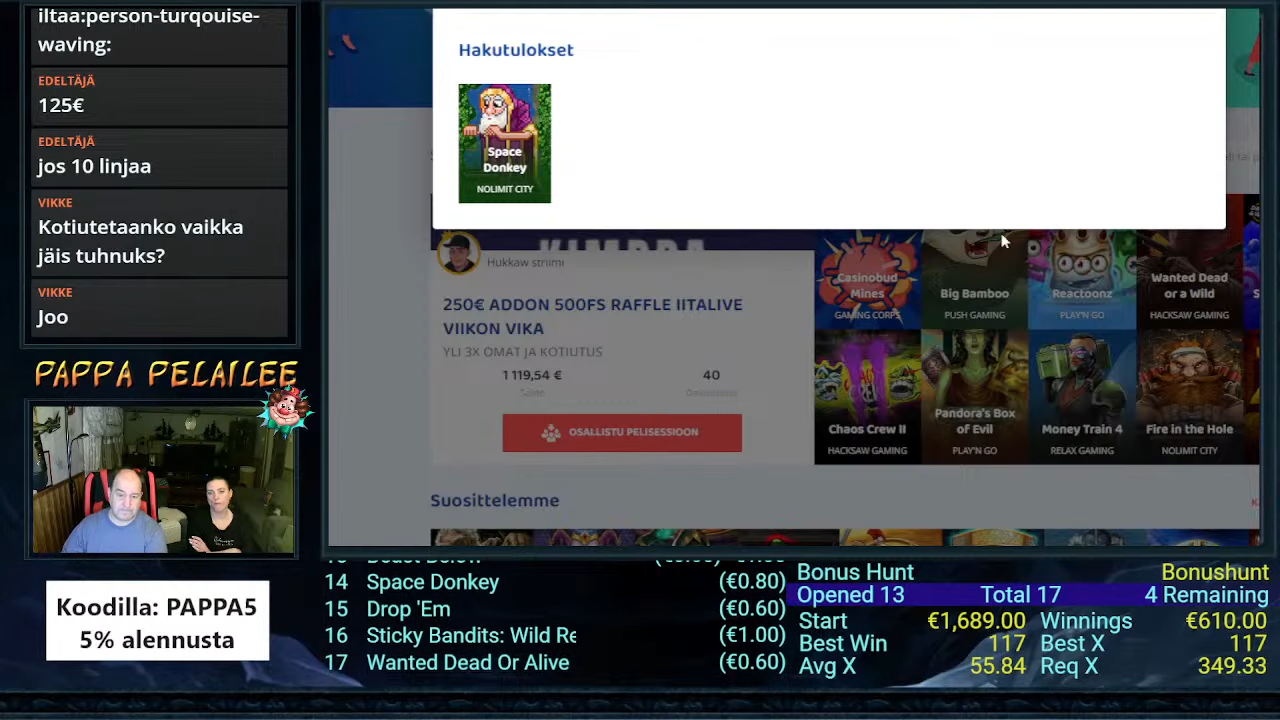 iltaa:person-turqouise-
waving:
EDELTÄJÄ
125€
EDELTÄJÄ
jos 10 linjaa
VIKKE
Kotiutetaanko vaikka
jäis tuhnuks?
VIKKE
Joo
PAPPA PELAILEE
Koodilla: PAPPA5
5% alennusta
Hakutulokset
Space
Donkey
NOLIMIT CITY
Hukkaw striimi
250€ ADDON 500FS RAFFLE IITALIVE
VIIKON VIKA
YLI 3X OMAT JA KOTIUTUS
1 119,54 €
40
Saldo
OSALLISTU PELISESSIOON
Casinobud
Mines
GAMING CORPS
Big Bamboo
PUSH GAMING
Reactoonz
PLAY'N GO
Wanted Dead
or a Wild
HACKSAW GAMING
Chaos Crew II
HACKSAW GAMING
Pandora's Box
of Evil
PLAY'N GO
Money Train 4
RELAX GAMING
Fire in the Hole
NOLIMIT CITY
Suosittelemme
14 Space Donkey (€0.80)
15 Drop 'Em (€0.60)
16 Sticky Bandits: Wild Re (€1.00)
17 Wanted Dead Or Alive (€0.60)
Bonus Hunt Bonushunt
Opened 13 Total 17 4 Remaining
Start €1,689.00 Winnings €610.00
Best Win 117 Best X 117
Avg X 55.84 Req X 349.33